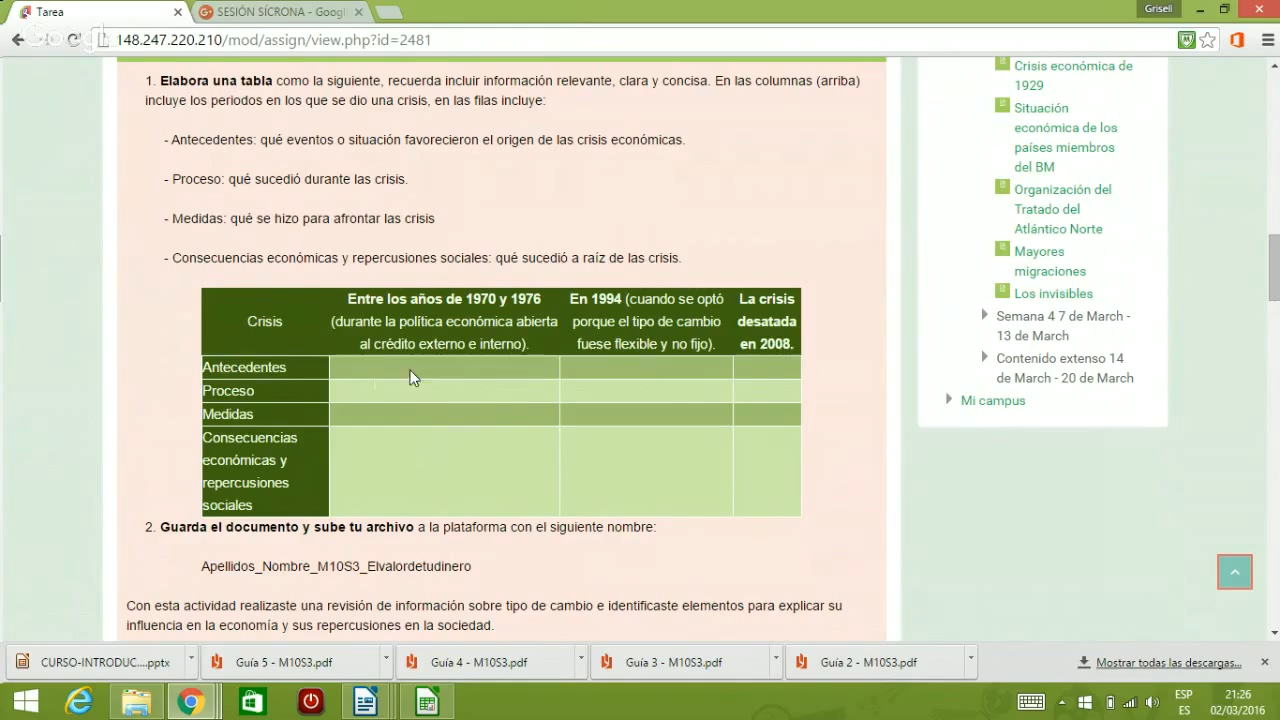 Tarea
SESIÓN SÍCRONA - Googl
Grisell
148.247.220.210/mod/assign/view.php?id=2481
1. Elabora una tabla como la siguiente, recuerda incluir información relevante, clara y concisa. En las columnas (arriba)
incluye los periodos en los que se dio una crisis, en las filas incluye:
- Antecedentes: qué eventos o situación favorecieron el origen de las crisis económicas.
- Proceso: qué sucedió durante las crisis.
- Medidas: qué se hizo para afrontar las crisis
- Consecuencias económicas y repercusiones sociales: qué sucedió a raíz de las crisis.
Crisis
Entre los años de 1970 y 1976
(durante la política económica abierta
al crédito externo e interno).
En 1994 (cuando se optó
porque el tipo de cambio
fuese flexible y no fijo).
La crisis
desatada
en 2008.
Antecedentes
Proceso
Medidas
Consecuencias
económicas y
repercusiones
sociales
2. Guarda el documento y sube tu archivo a la plataforma con el siguiente nombre:
Apellidos_Nombre_M10S3_Elvalordetudinero
Con esta actividad realizaste una revisión de información sobre tipo de cambio e identificaste elementos para explicar su
influencia en la economía y sus repercusiones en la sociedad.
Crisis económica de
1929
Situación
económica de los
países miembros
del BM
Organización del
Tratado del
Atlántico Norte
Mayores
migraciones
Los invisibles
Semana 4 7 de March -
13 de March
Contenido extenso 14
de March - 20 de March
Mi campus
CURSO-INTRODUC....pptx
Guía 5 - M10S3.pdf
Guía 4 - M10S3.pdf
Guía 3 - M10S3.pdf
Guía 2 - M10S3.pdf
Mostrar todas las descargas...
ESP
ES
21:26
02/03/2016